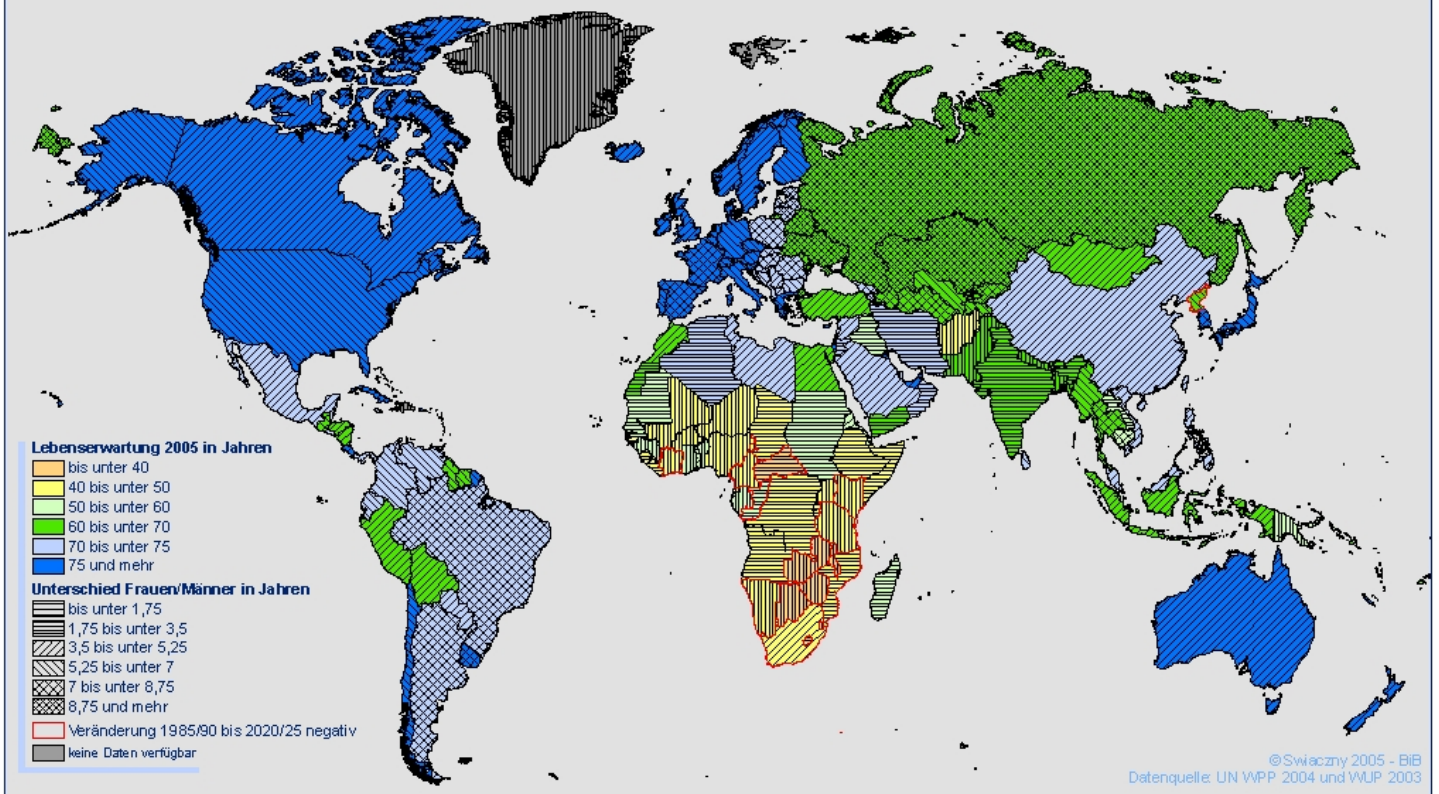 Lebenserwartung 2005 in Jahren
bis unter 40
40 bis unter 50
50 bis unter 60
60 bis unter 70
70 bis unter 75
75 und mehr
Unterschied Frauen/Männer in Jahren
bis unter 1,75
1,75 bis unter 3,5
3,5 bis unter 5,25
5,25 bis unter 7
7 bis unter 8,75
8,75 und mehr
Veränderung 1985/90 bis 2020/25 negativ
keine Daten verfügbar
©Swiaczny 2005 - BiB
Datenquelle: UN WPP 2004 und WUP 2003